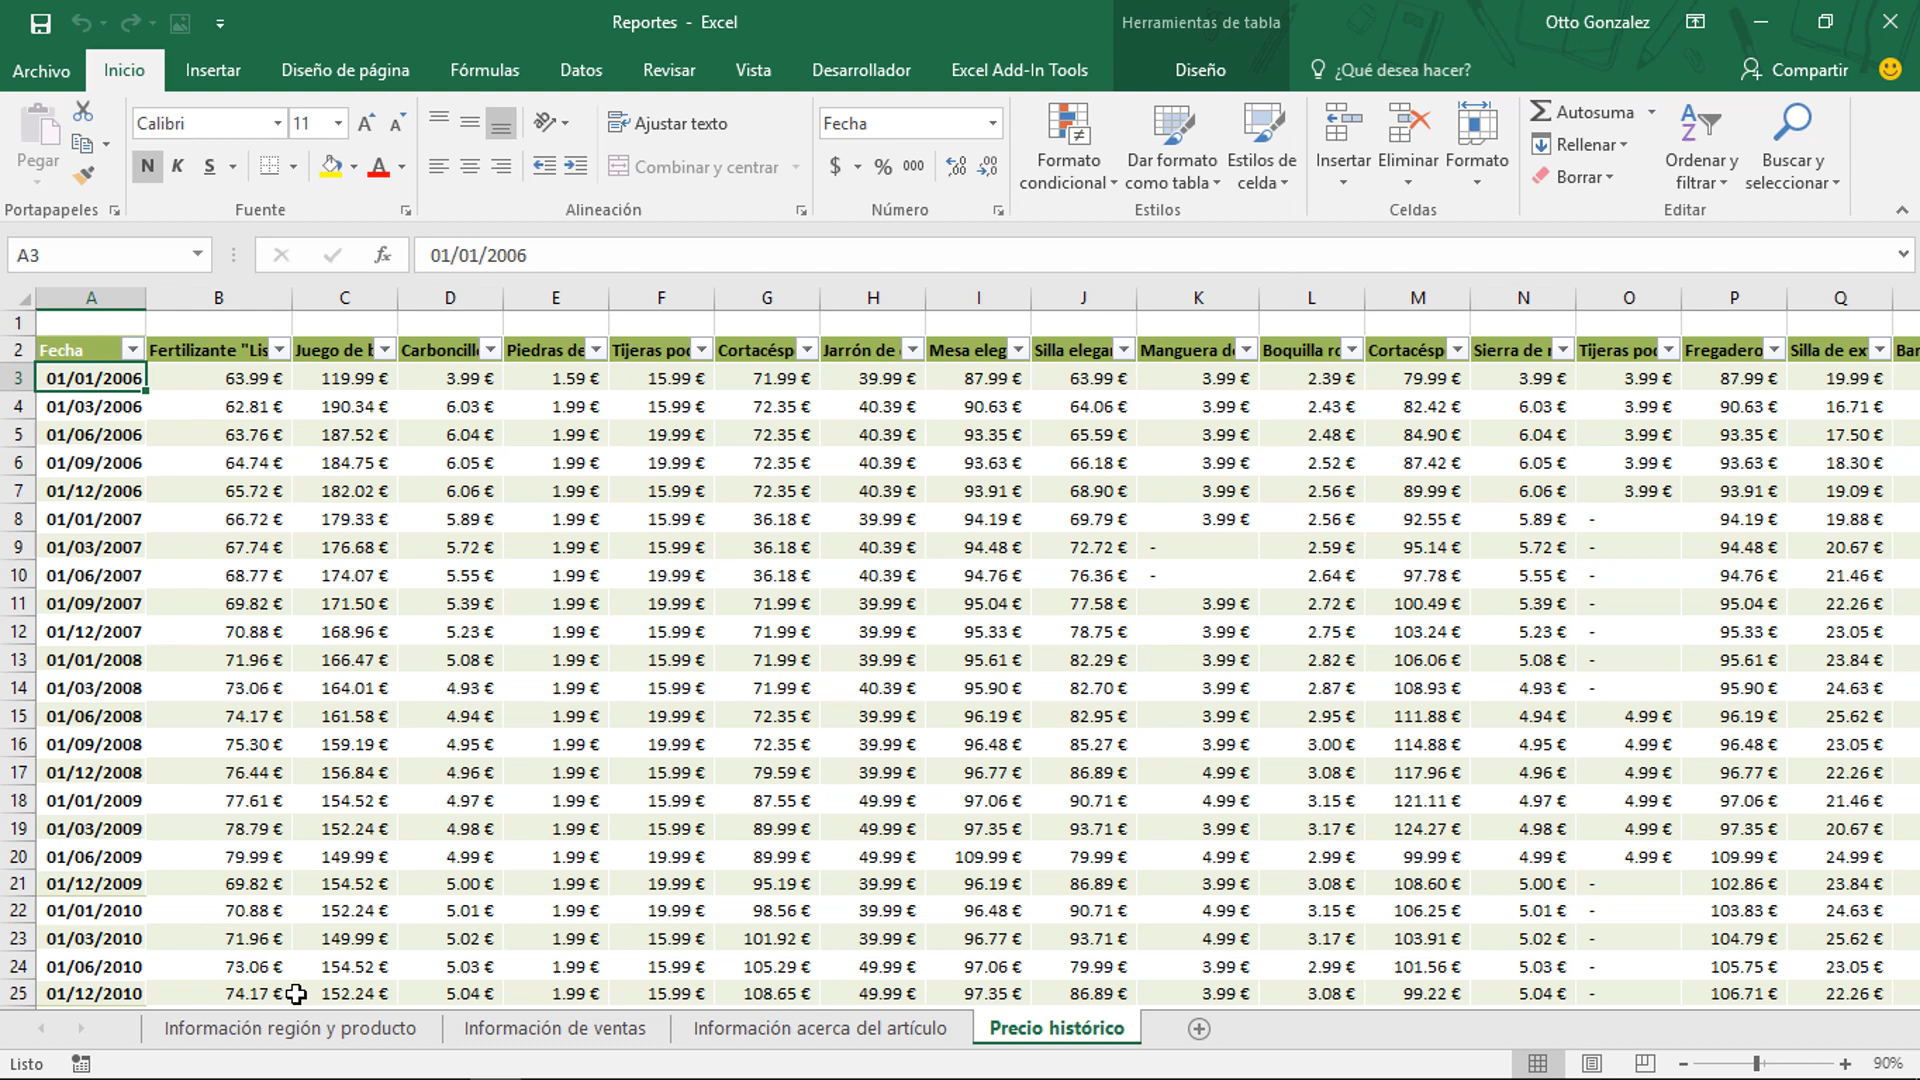 Reportes - Excel
Herramientas de tabla
Otto Gonzalez
Archivo Inicio Insertar Diseño de página Fórmulas Datos Revisar Vista Desarrollador Excel Add-In Tools Diseño ¿Qué desea hacer? Compartir
Pegar
Portapapeles
Calibri 11
N K S
Fuente
Ajustar texto
Combinar y centrar
Alineación
Fecha
$ % 000
Número
Formato condicional
Dar formato como tabla
Estilos de celda
Estilos
Insertar Eliminar Formato
Celdas
Autosuma
Rellenar
Borrar
Ordenar y filtrar
Buscar y seleccionar
Editar
A3 fx 01/01/2006
A B C D E F G H I J K L M N O P Q
1
2 Fecha Fertilizante "Lis Juego de b Carboncill Piedras de Tijeras poc Cortacésp Jarrón de Mesa eleg Silla elega Manguera d Boquilla ro Cortacésp Sierra de r Tijeras poc Fregadero Silla de ex Bar
3 01/01/2006 63.99 € 119.99 € 3.99 € 1.59 € 15.99 € 71.99 € 39.99 € 87.99 € 63.99 € 3.99 € 2.39 € 79.99 € 3.99 € 3.99 € 87.99 € 19.99 €
4 01/03/2006 62.81 € 190.34 € 6.03 € 1.99 € 15.99 € 72.35 € 40.39 € 90.63 € 64.06 € 3.99 € 2.43 € 82.42 € 6.03 € 3.99 € 90.63 € 16.71 €
5 01/06/2006 63.76 € 187.52 € 6.04 € 1.99 € 19.99 € 72.35 € 40.39 € 93.35 € 65.59 € 3.99 € 2.48 € 84.90 € 6.04 € 3.99 € 93.35 € 17.50 €
6 01/09/2006 64.74 € 184.75 € 6.05 € 1.99 € 19.99 € 72.35 € 40.39 € 93.63 € 66.18 € 3.99 € 2.52 € 87.42 € 6.05 € 3.99 € 93.63 € 18.30 €
7 01/12/2006 65.72 € 182.02 € 6.06 € 1.99 € 15.99 € 72.35 € 40.39 € 93.91 € 68.90 € 3.99 € 2.56 € 89.99 € 6.06 € 3.99 € 93.91 € 19.09 €
8 01/01/2007 66.72 € 179.33 € 5.89 € 1.99 € 15.99 € 36.18 € 39.99 € 94.19 € 69.79 € 3.99 € 2.56 € 92.55 € 5.89 € - 94.19 € 19.88 €
9 01/03/2007 67.74 € 176.68 € 5.72 € 1.99 € 15.99 € 36.18 € 40.39 € 94.48 € 72.72 € - 2.59 € 95.14 € 5.72 € - 94.48 € 20.67 €
10 01/06/2007 68.77 € 174.07 € 5.55 € 1.99 € 19.99 € 36.18 € 40.39 € 94.76 € 76.36 € - 2.64 € 97.78 € 5.55 € - 94.76 € 21.46 €
11 01/09/2007 69.82 € 171.50 € 5.39 € 1.99 € 19.99 € 71.99 € 39.99 € 95.04 € 77.58 € 3.99 € 2.72 € 100.49 € 5.39 € - 95.04 € 22.26 €
12 01/12/2007 70.88 € 168.96 € 5.23 € 1.99 € 15.99 € 71.99 € 39.99 € 95.33 € 78.75 € 3.99 € 2.75 € 103.24 € 5.23 € - 95.33 € 23.05 €
13 01/01/2008 71.96 € 166.47 € 5.08 € 1.99 € 15.99 € 71.99 € 39.99 € 95.61 € 82.29 € 3.99 € 2.82 € 106.06 € 5.08 € - 95.61 € 23.84 €
14 01/03/2008 73.06 € 164.01 € 4.93 € 1.99 € 15.99 € 71.99 € 40.39 € 95.90 € 82.70 € 3.99 € 2.87 € 108.93 € 4.93 € - 95.90 € 24.63 €
15 01/06/2008 74.17 € 161.58 € 4.94 € 1.99 € 19.99 € 72.35 € 39.99 € 96.19 € 82.95 € 3.99 € 2.95 € 111.88 € 4.94 € 4.99 € 96.19 € 25.62 €
16 01/09/2008 75.30 € 159.19 € 4.95 € 1.99 € 19.99 € 72.35 € 39.99 € 96.48 € 85.27 € 3.99 € 3.00 € 114.88 € 4.95 € 4.99 € 96.48 € 23.05 €
17 01/12/2008 76.44 € 156.84 € 4.96 € 1.99 € 15.99 € 79.59 € 39.99 € 96.77 € 86.89 € 4.99 € 3.08 € 117.96 € 4.96 € 4.99 € 96.77 € 22.26 €
18 01/01/2009 77.61 € 154.52 € 4.97 € 1.99 € 15.99 € 87.55 € 49.99 € 97.06 € 90.71 € 4.99 € 3.15 € 121.11 € 4.97 € 4.99 € 97.06 € 21.46 €
19 01/03/2009 78.79 € 152.24 € 4.98 € 1.99 € 15.99 € 89.99 € 49.99 € 97.35 € 93.71 € 3.99 € 3.17 € 124.27 € 4.98 € 4.99 € 97.35 € 20.67 €
20 01/06/2009 79.99 € 149.99 € 4.99 € 1.99 € 19.99 € 89.99 € 49.99 € 109.99 € 79.99 € 3.99 € 2.99 € 99.99 € 4.99 € 4.99 € 109.99 € 24.99 €
21 01/12/2009 69.82 € 154.52 € 5.00 € 1.99 € 19.99 € 95.19 € 39.99 € 96.19 € 86.89 € 3.99 € 3.08 € 108.60 € 5.00 € - 102.86 € 23.84 €
22 01/01/2010 70.88 € 152.24 € 5.01 € 1.99 € 19.99 € 98.56 € 39.99 € 96.48 € 90.71 € 4.99 € 3.15 € 106.25 € 5.01 € - 103.83 € 24.63 €
23 01/03/2010 71.96 € 149.99 € 5.02 € 1.99 € 15.99 € 101.92 € 39.99 € 96.77 € 93.71 € 4.99 € 3.17 € 103.91 € 5.02 € - 104.79 € 25.62 €
24 01/06/2010 73.06 € 154.52 € 5.03 € 1.99 € 15.99 € 105.29 € 49.99 € 97.06 € 79.99 € 3.99 € 2.99 € 101.56 € 5.03 € - 105.75 € 23.05 €
25 01/12/2010 74.17 € 152.24 € 5.04 € 1.99 € 15.99 € 108.65 € 49.99 € 97.35 € 86.89 € 3.99 € 3.08 € 99.22 € 5.04 € - 106.71 € 22.26 €
Información región y producto Información de ventas Información acerca del artículo Precio histórico
Listo 90%